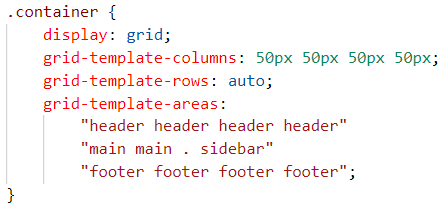 .container {
    display: grid;
    grid-template-columns: 50px 50px 50px 50px;
    grid-template-rows: auto;
    grid-template-areas:
        "header header header header"
        "main main . sidebar"
        "footer footer footer footer";
}